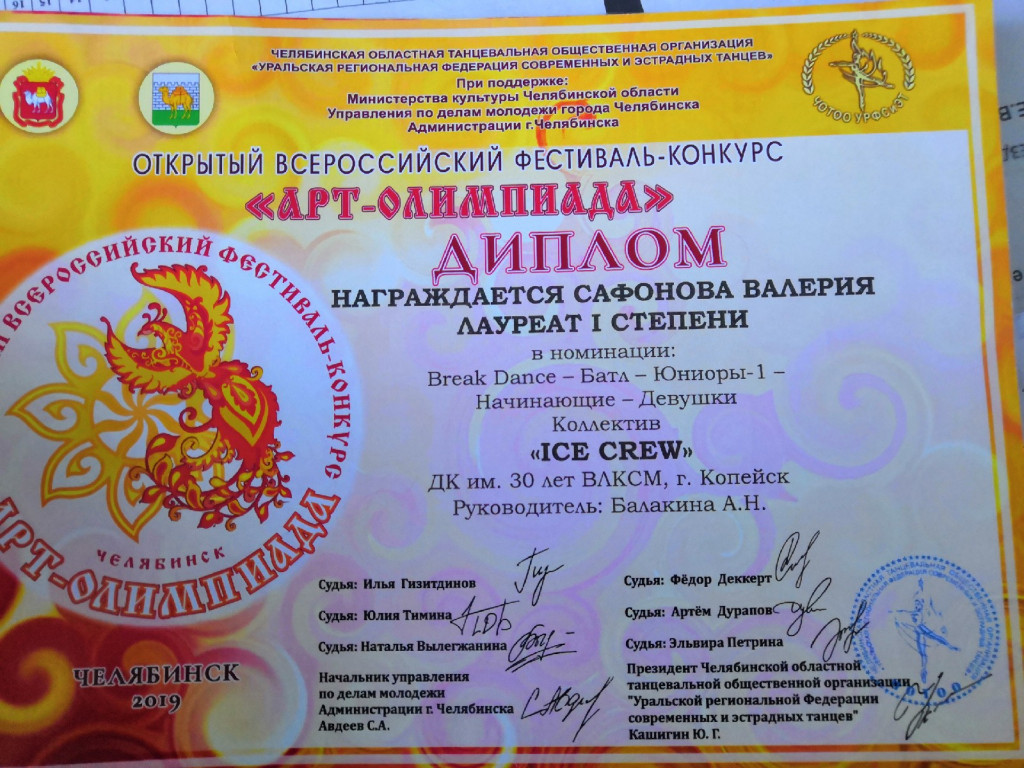 ЧЕЛЯБИНСКАЯ ОБЛАСТНАЯ ТАНЦЕВАЛЬНАЯ ОБЩЕСТВЕННАЯ ОРГАНИЗАЦИЯ
«УРАЛЬСКАЯ РЕГИОНАЛЬНАЯ ФЕДЕРАЦИЯ СОВРЕМЕННЫХ И ЭСТРАДНЫХ ТАНЦЕВ»
При поддержке:
Министерства культуры Челябинской области
Управления по делам молодежи города Челябинска
Администрации г.Челябинска
ЧОТОО УРФСЭТ
ОТКРЫТЫЙ ВСЕРОССИЙСКИЙ ФЕСТИВАЛЬ-КОНКУРС
«АРТ-ОЛИМПИАДА»
ДИПЛОМ
НАГРАЖДАЕТСЯ САФОНОВА ВАЛЕРИЯ
ЛАУРЕАТ I СТЕПЕНИ
в номинации:
Break Dance – Батл – Юниоры-1 –
Начинающие – Девушки
Коллектив
«ICE CREW»
ДК им. 30 лет ВЛКСМ, г. Копейск
Руководитель: Балакина А.Н.
ВСЕРОССИЙСКИЙ ФЕСТИВАЛЬ-КОНКУРС
ЧЕЛЯБИНСК
АРТ-ОЛИМПИАДА
ЧЕЛЯБИНСК
2019
Судья: Илья Гизитдинов
Судья: Юлия Тимина
Судья: Наталья Вылегжанина
Начальник управления
по делам молодежи
Администрации г. Челябинска
Авдеев С.А.
Судья: Фёдор Деккерт
Судья: Артём Дурапов
Судья: Эльвира Петрина
Президент Челябинской областной
танцевальной общественной организации
"Уральской региональной Федерации
современных и эстрадных танцев"
Кашигин Ю. Г.